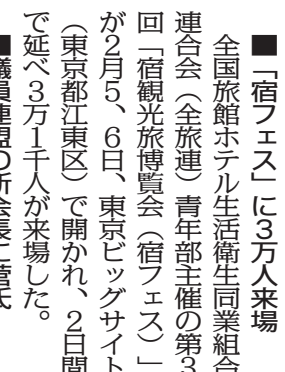 ■「宿フェス」に3万人来場
全国旅館ホテル生活衛生同業組合
連合会（全旅連）青年部主催の第3
回「宿観光旅博覧会（宿フェス）」
が2月5、6日、東京ビッグサイト
（東京都江東区）で開かれ、2日間
で延べ3万1千人が来場した。